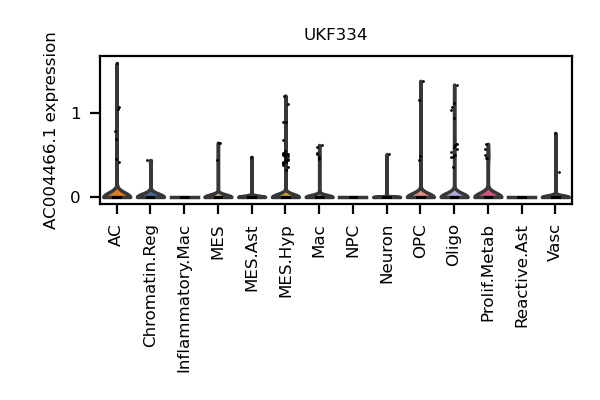 UKF334
AC004466.1 expression
1
0
AC
Chromatin.Reg
Inflammatory.Mac
MES
MES.Ast
MES.Hyp
Mac
NPC
Neuron
OPC
Oligo
Prolif.Metab
Reactive.Ast
Vasc